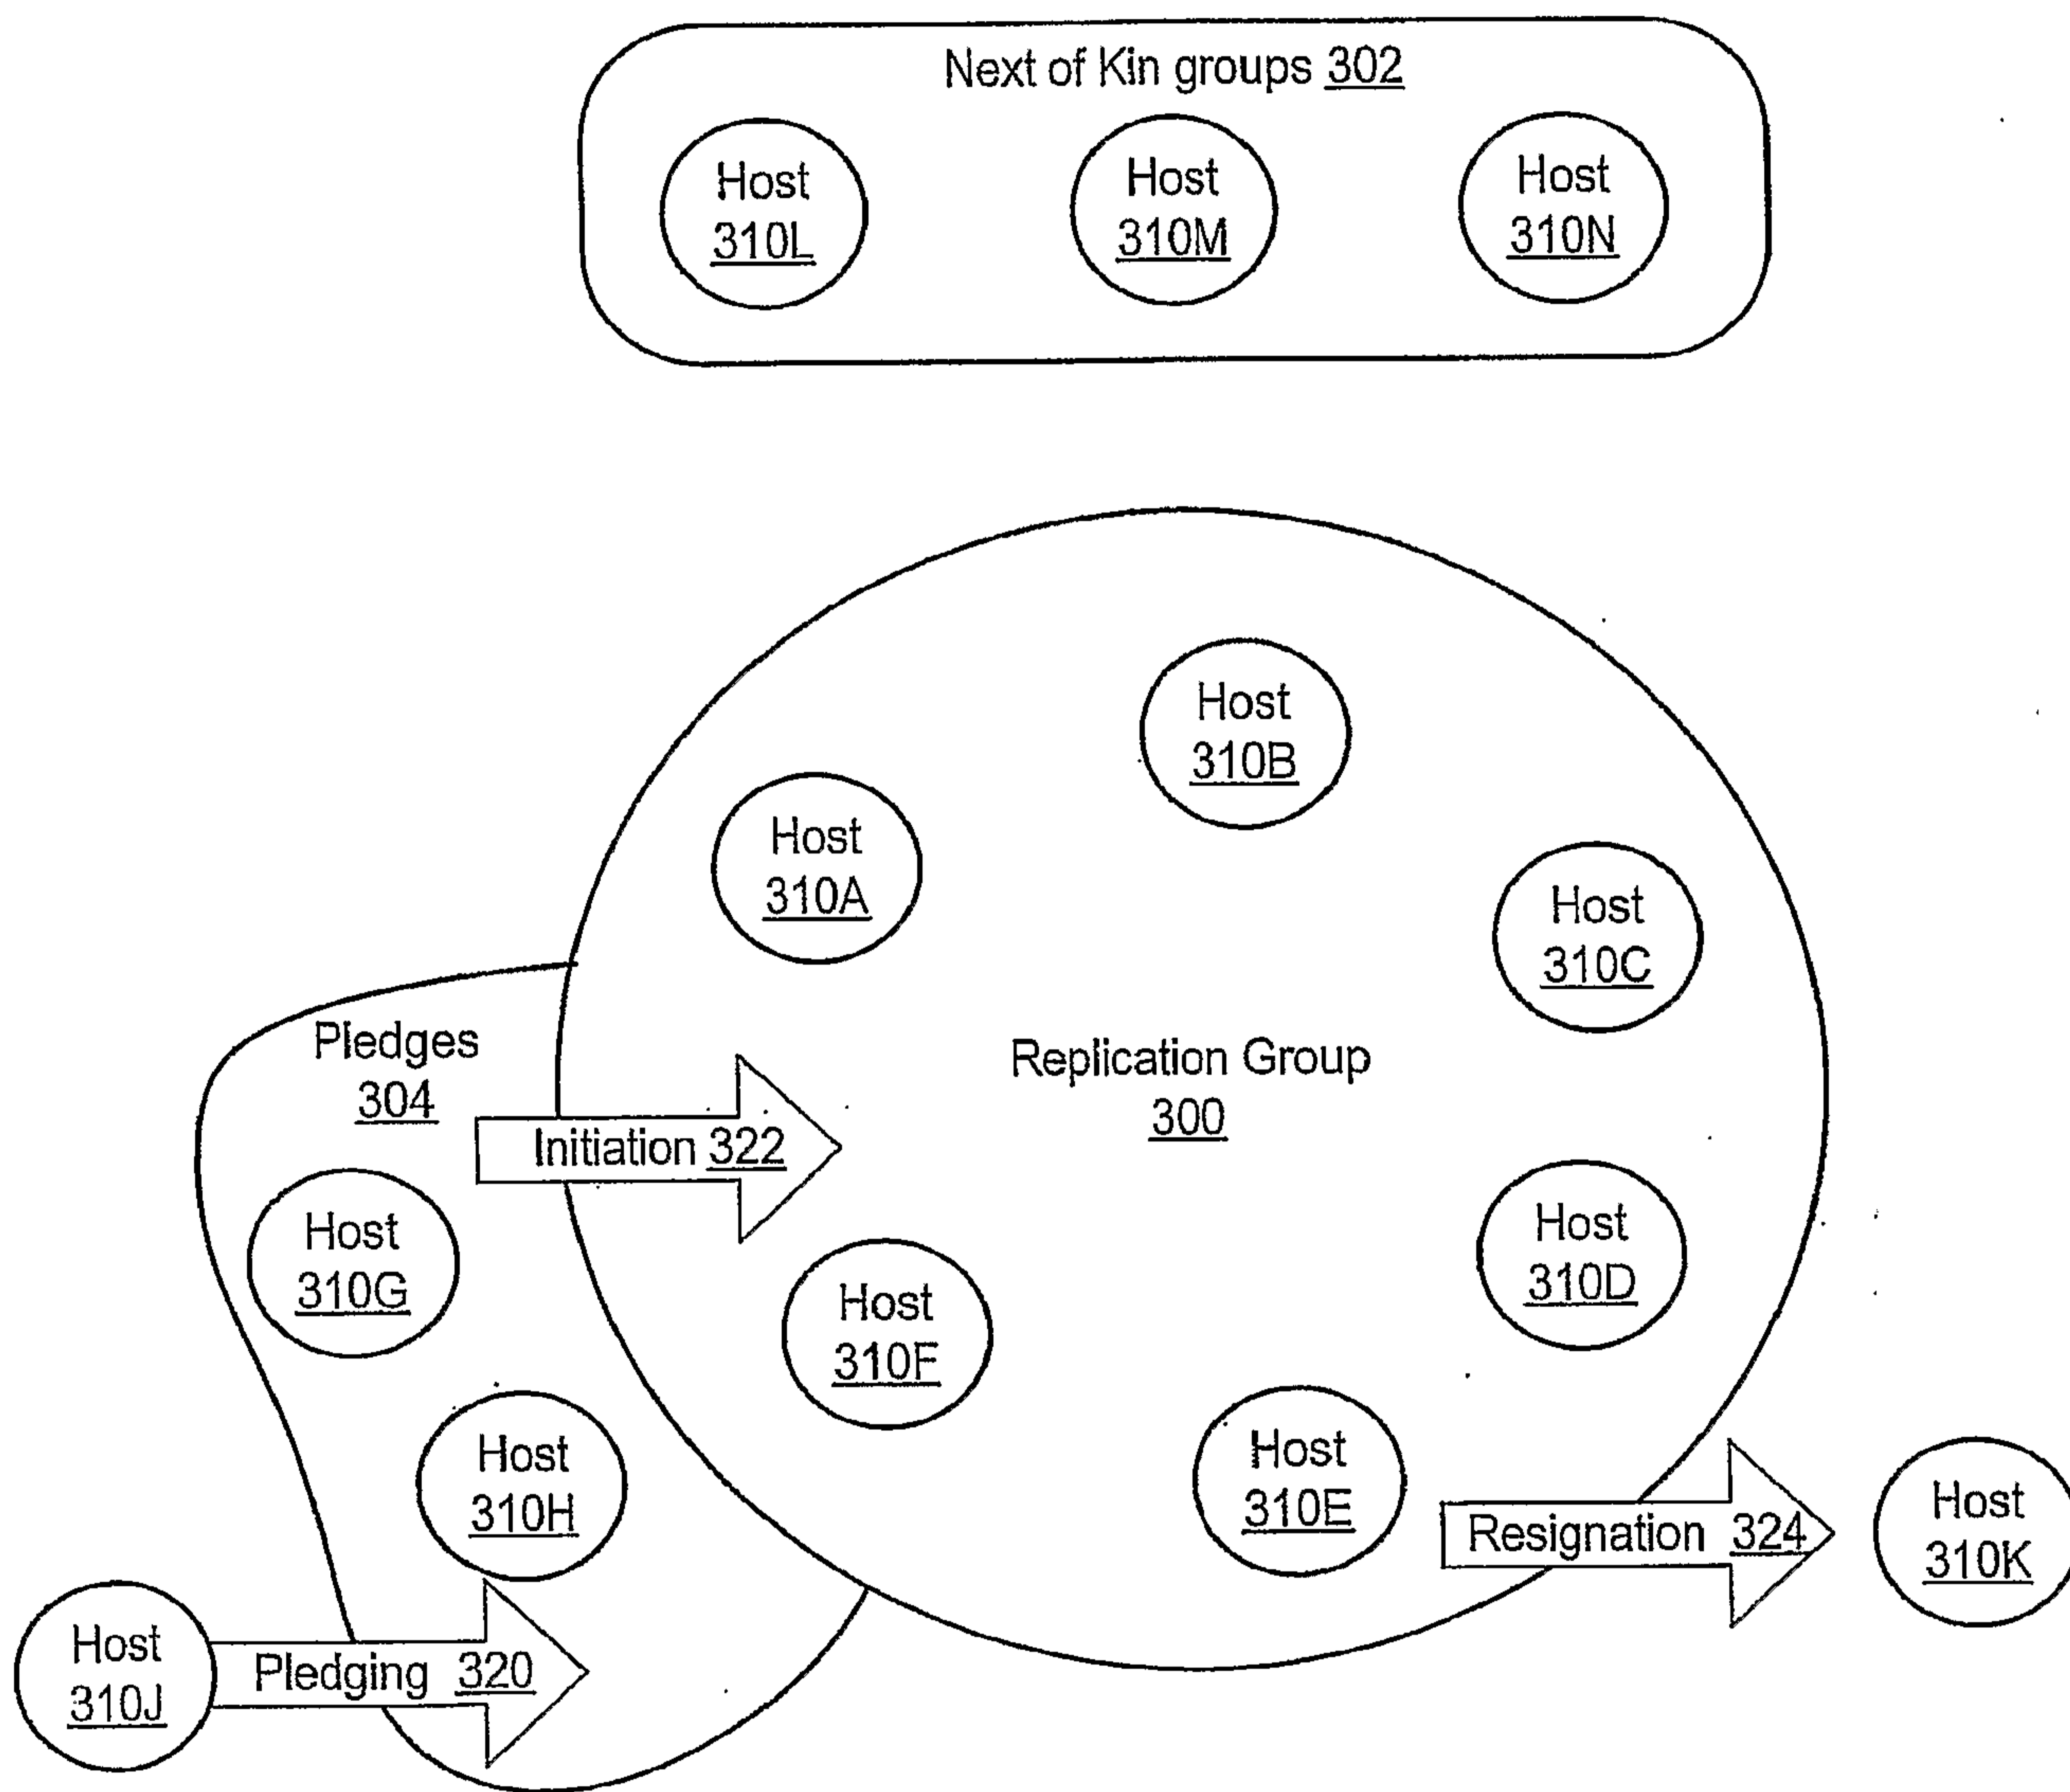 Next of Kin groups 302
Host
310L
Host
310M
Host
310N
Host
310B
Host
310A
Host
310C
Pledges
304
Replication Group
300
Initiation 322
Host
310G
Host
310D
Host
310F
Host
310H
Host
310E
Resignation 324
Host
310K
Host
310J
Pledging 320